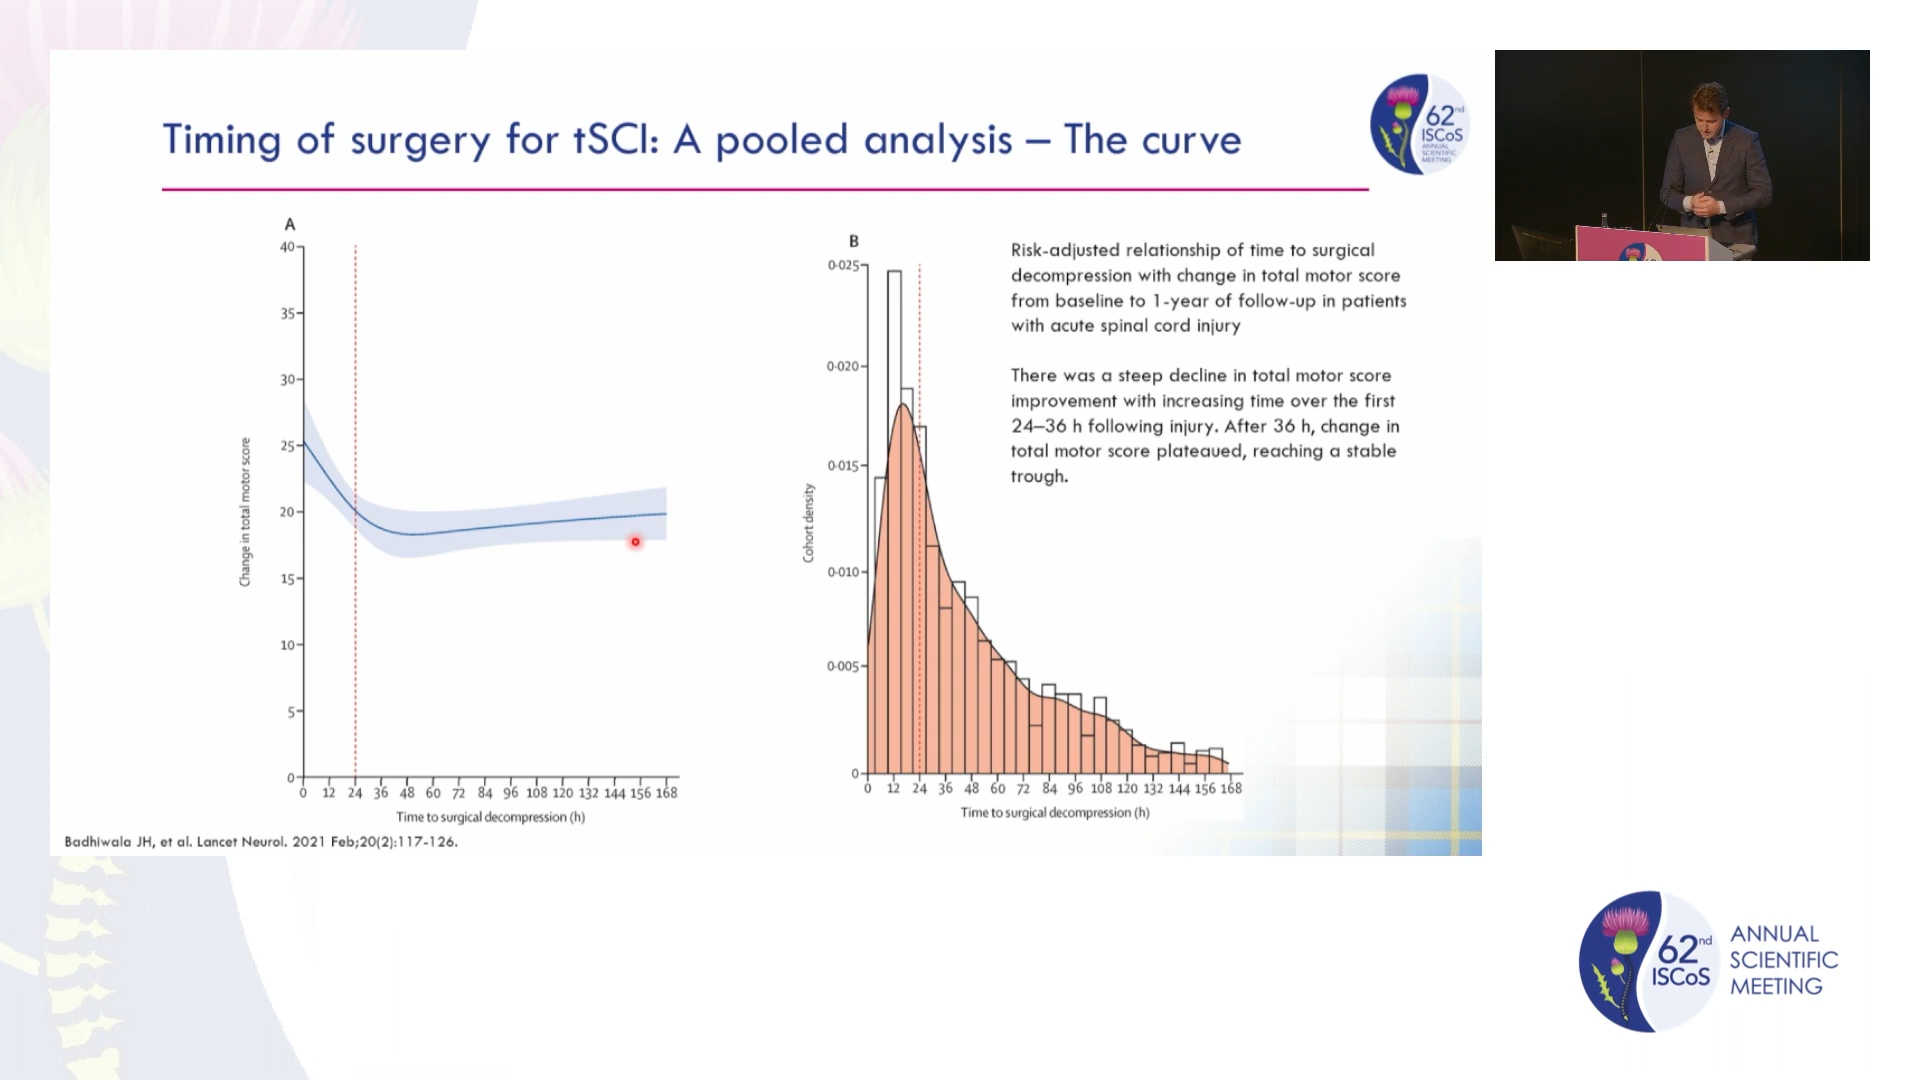 Timing of surgery for tSCI: A pooled analysis – The curve
62nd
ISCoS
ANNUAL
SCIENTIFIC
MEETING
A
40
35
30
25
20
15
10
5
0
Change in total motor score
0 12 24 36 48 60 72 84 96 108 120 132 144 156 168
Time to surgical decompression (h)
B
0·025
0·020
0·015
0·010
0·005
0
Cohort density
0 12 24 36 48 60 72 84 96 108 120 132 144 156 168
Time to surgical decompression (h)
Risk-adjusted relationship of time to surgical
decompression with change in total motor score
from baseline to 1-year of follow-up in patients
with acute spinal cord injury
There was a steep decline in total motor score
improvement with increasing time over the first
24–36 h following injury. After 36 h, change in
total motor score plateaued, reaching a stable
trough.
Badhiwala JH, et al. Lancet Neurol. 2021 Feb;20(2):117-126.
62nd
ISCoS
ANNUAL
SCIENTIFIC
MEETING